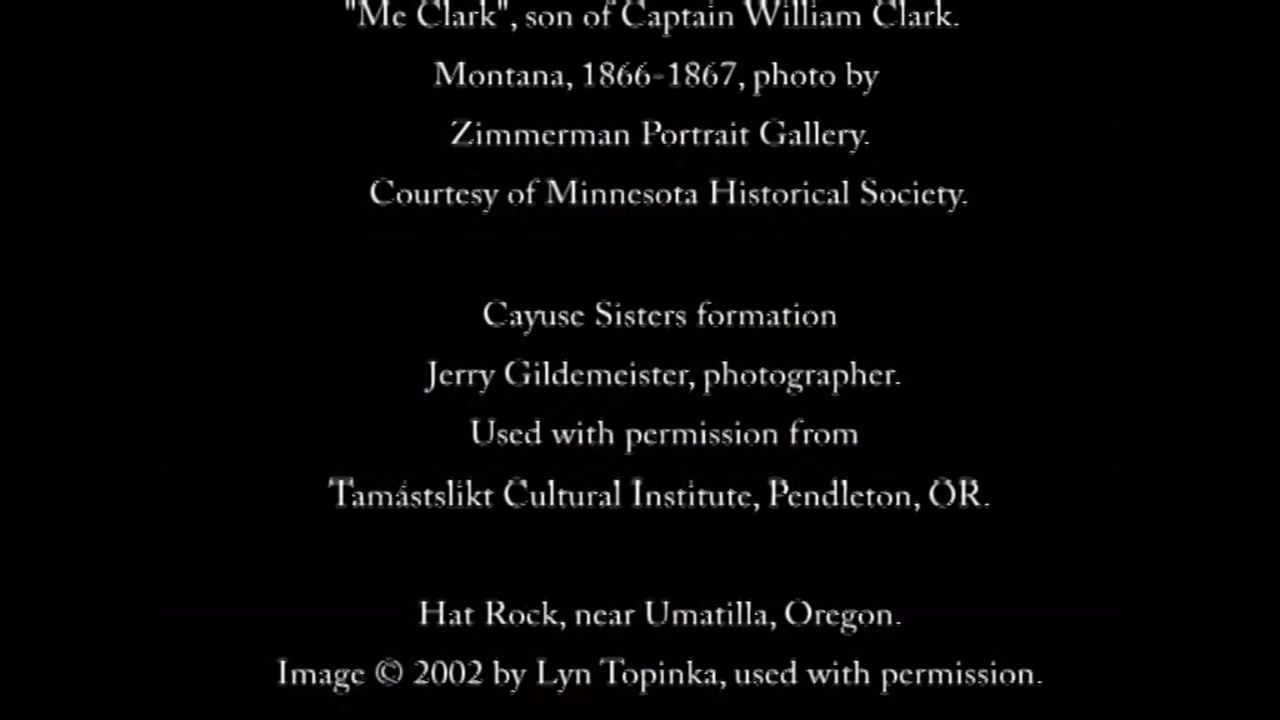 "Me Clark", son of Captain William Clark.
Montana, 1866-1867, photo by
Zimmerman Portrait Gallery.
Courtesy of Minnesota Historical Society.
Cayuse Sisters formation
Jerry Gildemeister, photographer.
Used with permission from
Tamástslikt Cultural Institute, Pendleton, OR.
Hat Rock, near Umatilla, Oregon.
Image © 2002 by Lyn Topinka, used with permission.